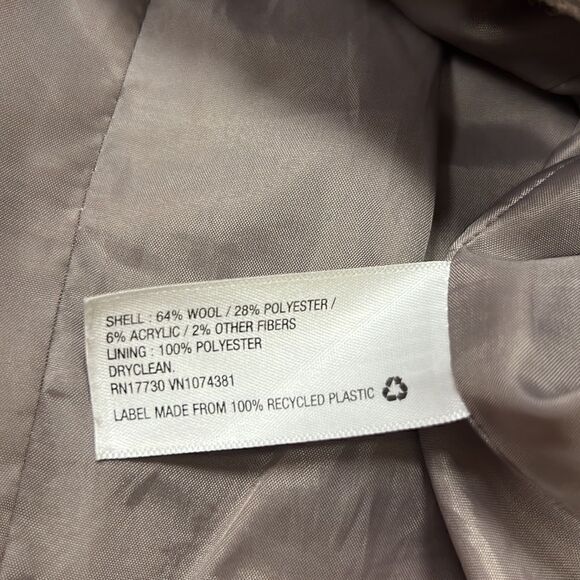 SHELL : 64% WOOL / 28% POLYESTER /
6% ACRYLIC / 2% OTHER FIBERS
LINING : 100% POLYESTER
DRYCLEAN.
RN17730 VN1074381
LABEL MADE FROM 100% RECYCLED PLASTIC